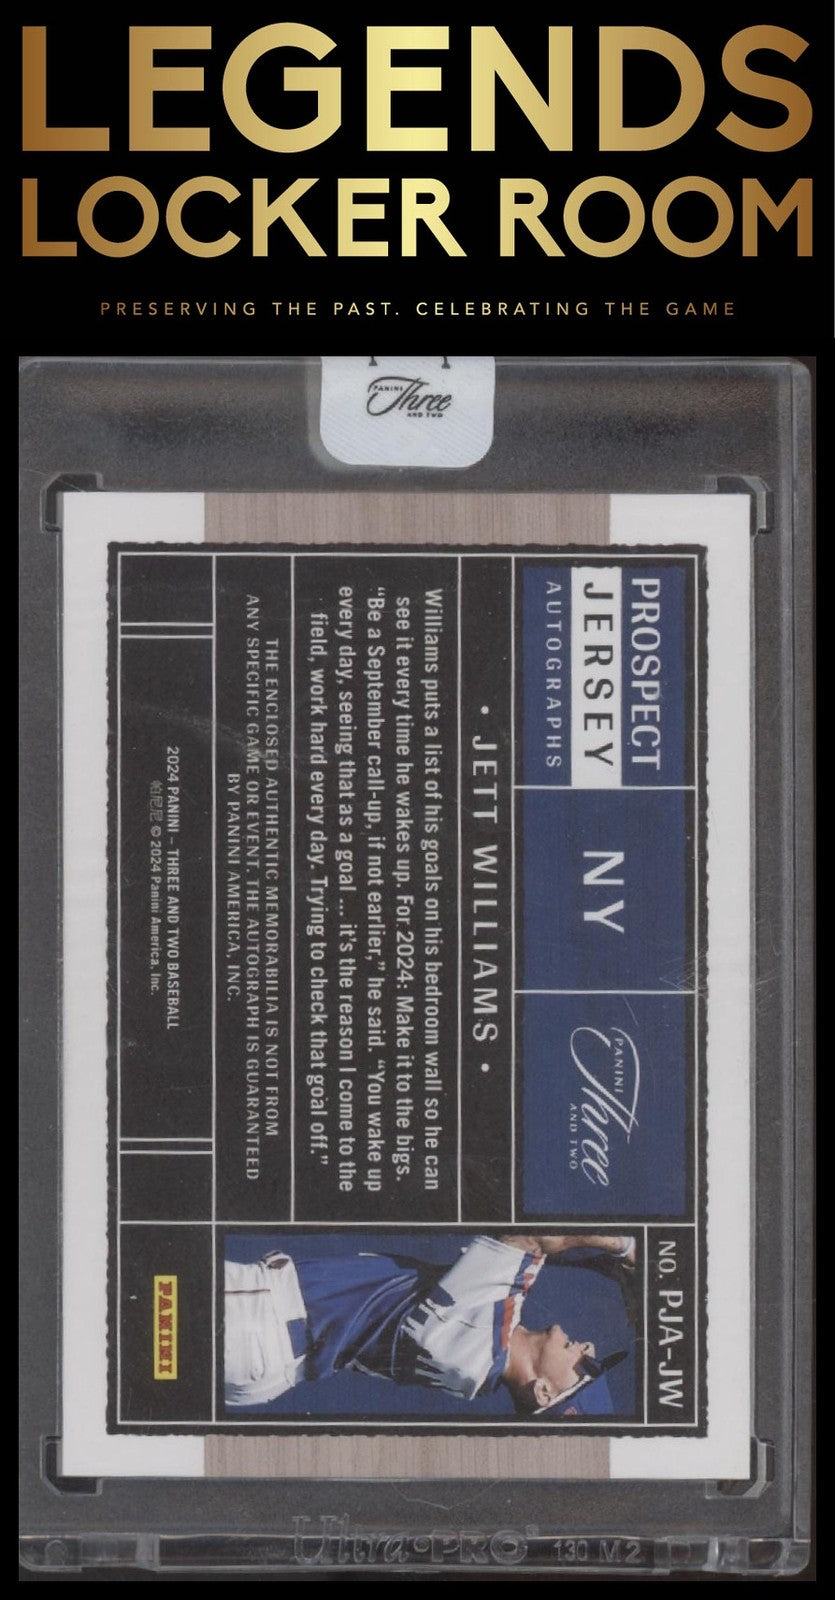 LEGENDS
LOCKER ROOM
PRESERVING THE PAST. CELEBRATING THE GAME
PANINI
Three
AND TWO
PROSPECT
JERSEY
AUTOGRAPHS
NY
PANINI
Three
AND TWO
NO. PJA-JW
• JETT WILLIAMS •
Williams puts a list of his goals on his bedroom wall so he can
see it every time he wakes up. For 2024: Make it to the bigs.
“Be a September call-up, if not earlier,” he said. “You wake up
every day, seeing that as a goal ... it's the reason I come to the
field, work hard every day. Trying to check that goal off.”
THE ENCLOSED AUTHENTIC MEMORABILIA IS NOT FROM
ANY SPECIFIC GAME OR EVENT. THE AUTOGRAPH IS GUARANTEED
BY PANINI AMERICA, INC.
2024 PANINI – THREE AND TWO BASEBALL
帕尼尼 © 2024 Panini America, Inc.
PANINI
Ultra•PRO 130 M2